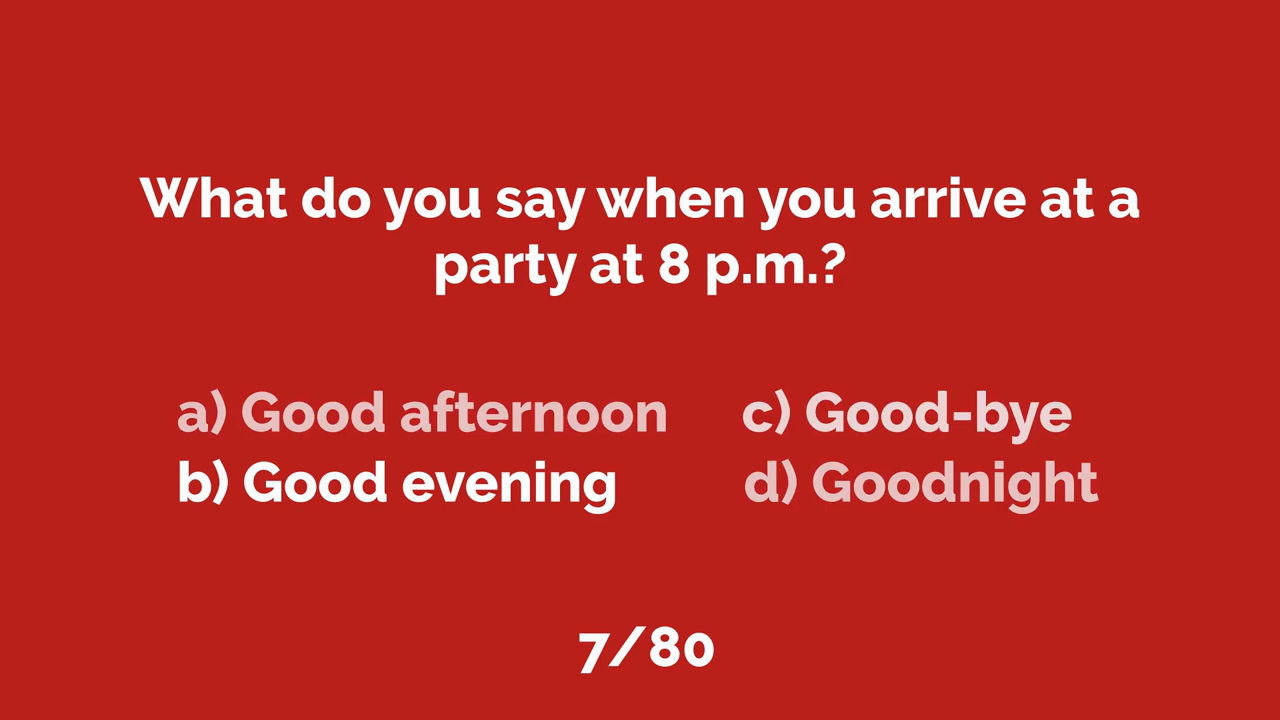 What do you say when you arrive at a
party at 8 p.m.?
a) Good afternoon
b) Good evening
c) Good-bye
d) Goodnight
7/80